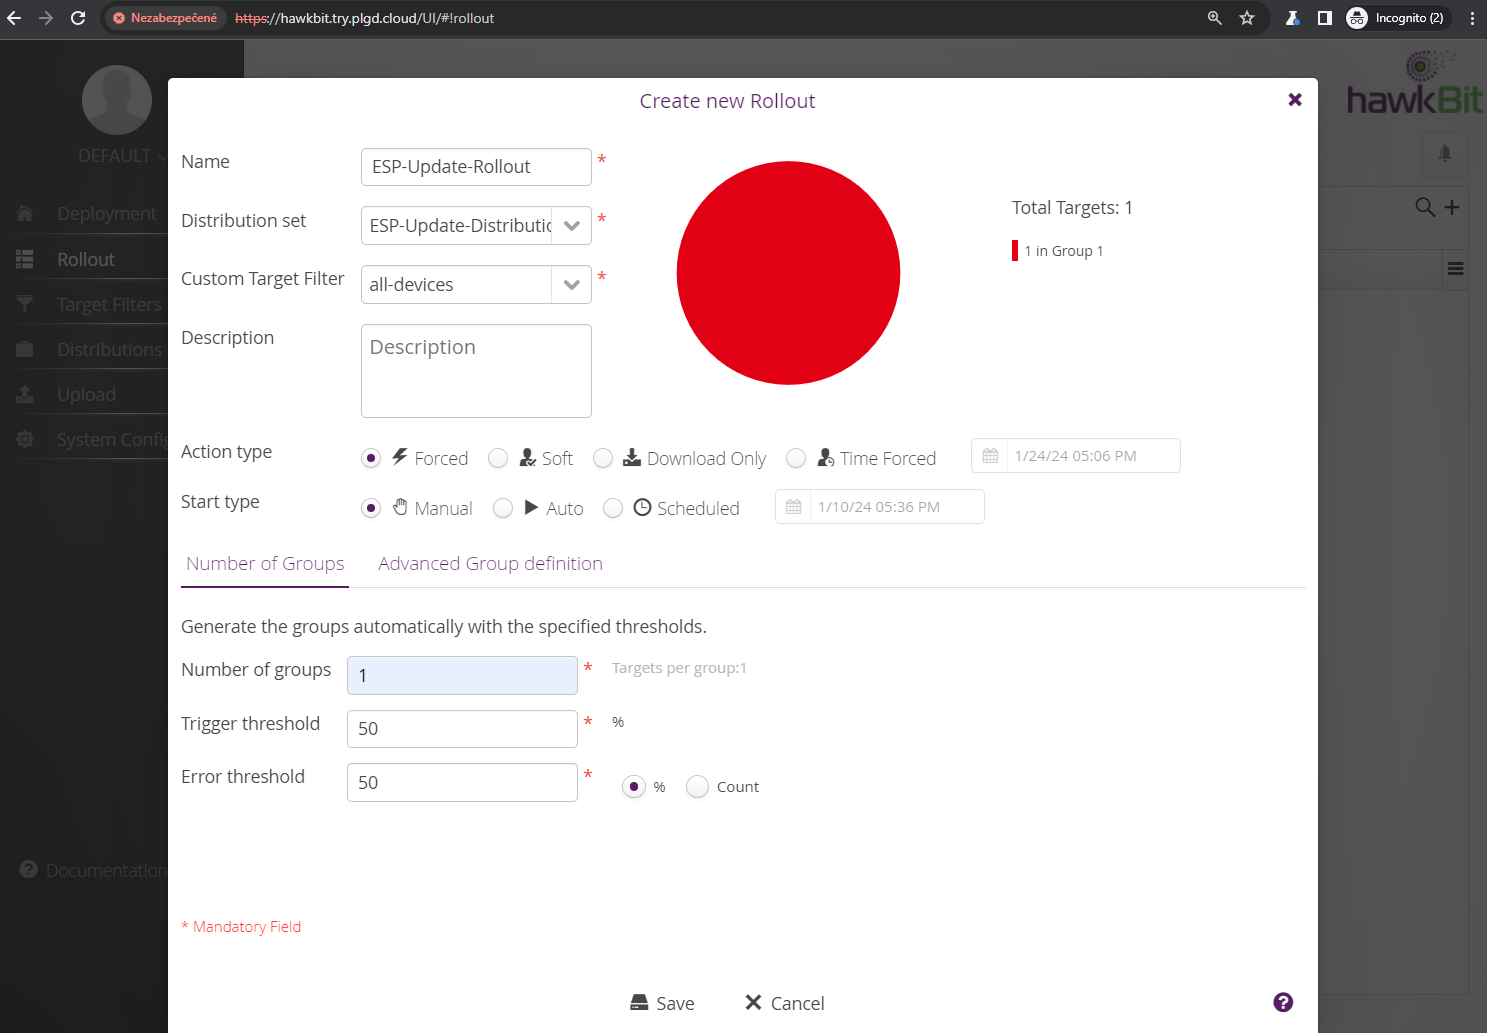 Nezabezpečené https://hawkbit.try.plgd.cloud/UI/#!rollout Incognito (2)
hawkBit
DEFAULT
Deployment
Rollout
Target Filters
Distributions
Upload
System Config
Documentation
Create new Rollout
Name ESP-Update-Rollout *
Total Targets: 1
1 in Group 1
Distribution set ESP-Update-Distributic *
Custom Target Filter all-devices *
Description Description
Action type Forced Soft Download Only Time Forced 1/24/24 05:06 PM
Start type Manual Auto Scheduled 1/10/24 05:36 PM
Number of Groups Advanced Group definition
Generate the groups automatically with the specified thresholds.
Number of groups 1 * Targets per group:1
Trigger threshold 50 * %
Error threshold 50 * % Count
* Mandatory Field
Save Cancel